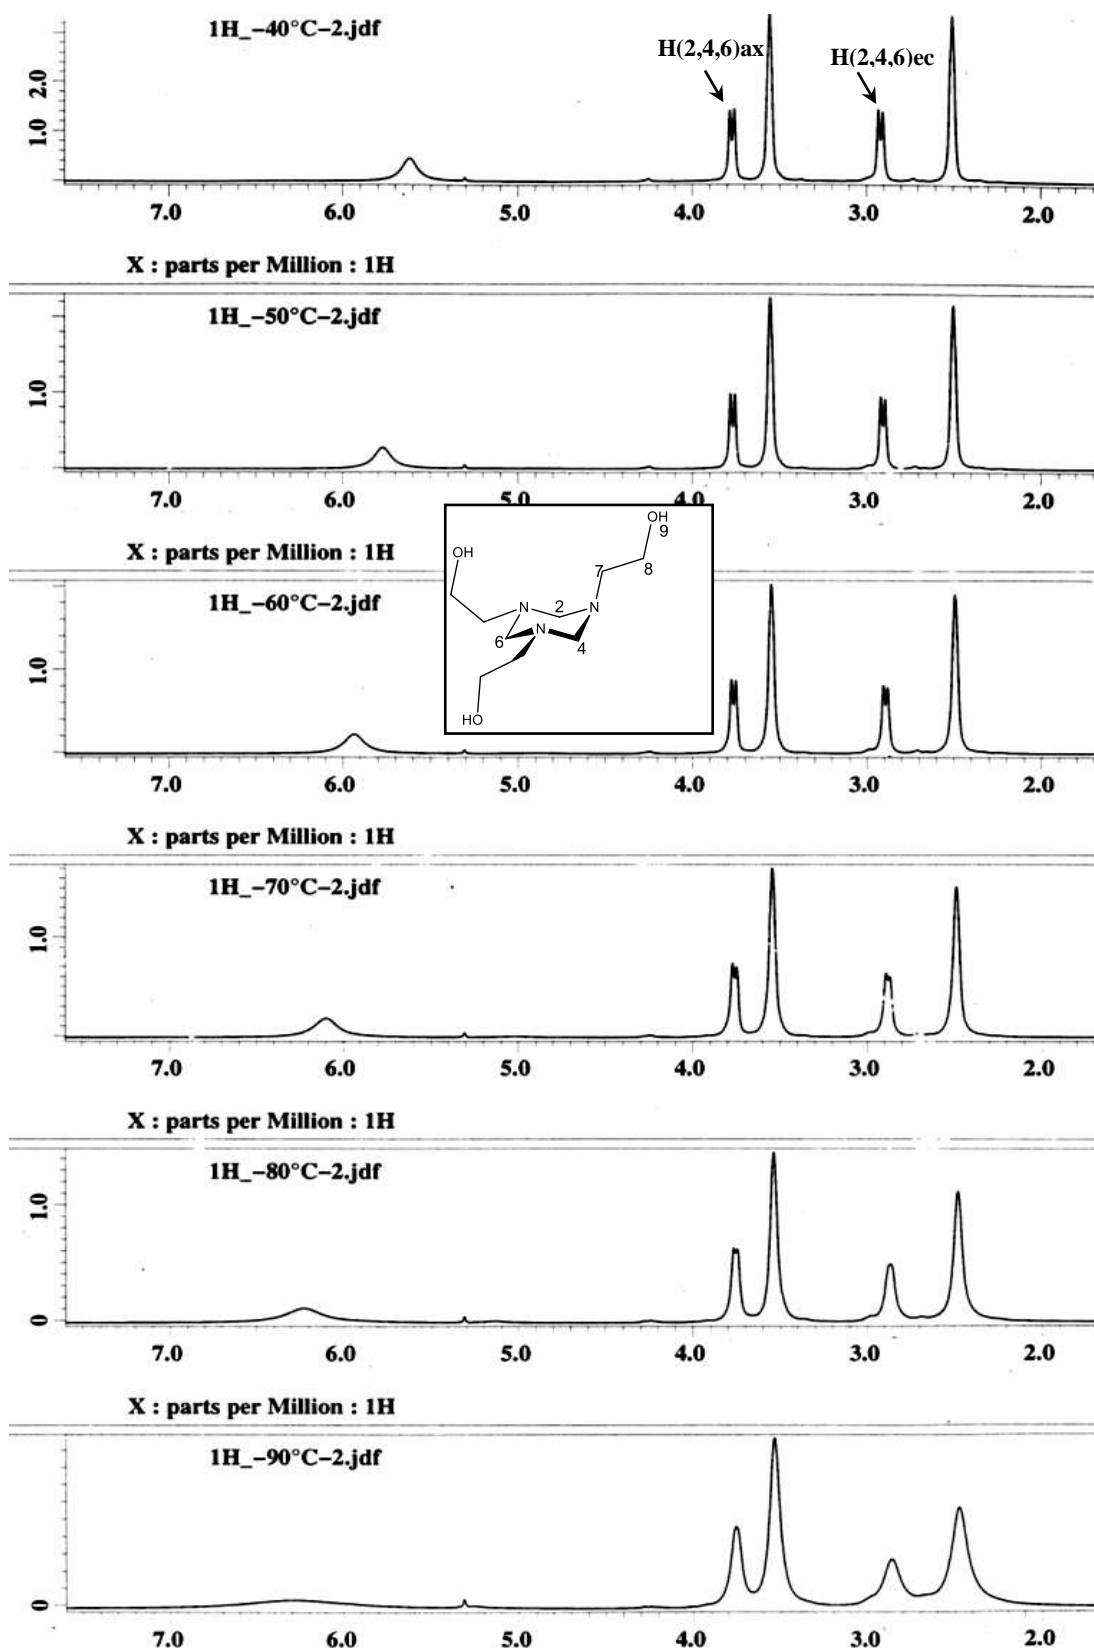 1H_−40°C−2.jdf
H(2,4,6)ax
H(2,4,6)ec
2.0
1.0
7.0 6.0 5.0 4.0 3.0 2.0
X : parts per Million : 1H
1H_−50°C−2.jdf
1.0
7.0 6.0 5.0 4.0 3.0 2.0
X : parts per Million : 1H
OH
9
OH
8
7
N
2
N
N
6
4
HO
1H_−60°C−2.jdf
1.0
7.0 6.0 5.0 4.0 3.0 2.0
X : parts per Million : 1H
1H_−70°C−2.jdf
1.0
7.0 6.0 5.0 4.0 3.0 2.0
X : parts per Million : 1H
1H_−80°C−2.jdf
1.0
0
7.0 6.0 5.0 4.0 3.0 2.0
X : parts per Million : 1H
1H_−90°C−2.jdf
0
7.0 6.0 5.0 4.0 3.0 2.0